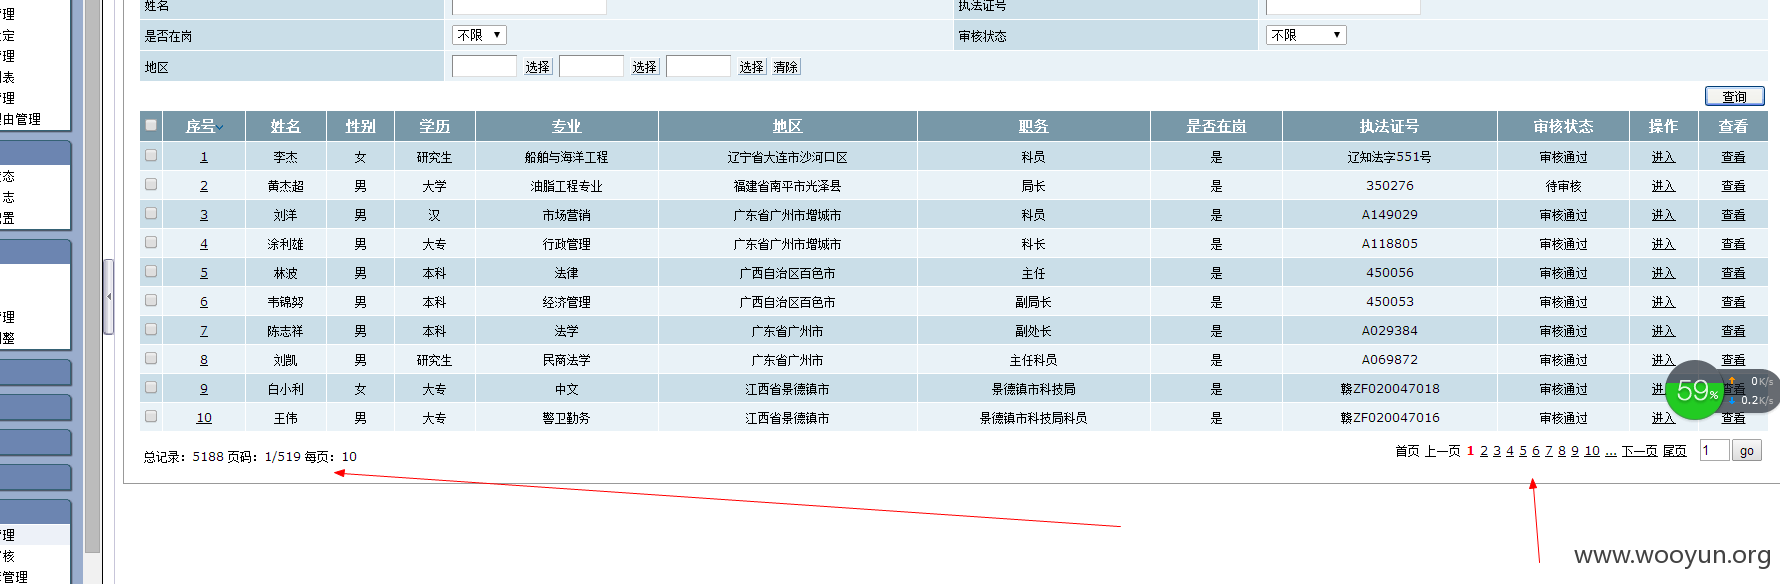 姓名 执法证号
是否在岗 不限 审核状态 不限
地区 选择 选择 选择 清除
查询
序号 姓名 性别 学历 专业 地区 职务 是否在岗 执法证号 审核状态 操作 查看
1 李杰 女 研究生 船舶与海洋工程 辽宁省大连市沙河口区 科员 是 辽知法字551号 审核通过 进入 查看
2 黄杰超 男 大学 油脂工程专业 福建省南平市光泽县 局长 是 350276 待审核 进入 查看
3 刘洋 男 汉 市场营销 广东省广州市增城市 科员 是 A149029 审核通过 进入 查看
4 涂利雄 男 大专 行政管理 广东省广州市增城市 科长 是 A118805 审核通过 进入 查看
5 林波 男 本科 法律 广西自治区百色市 主任 是 450056 审核通过 进入 查看
6 韦锦努 男 本科 经济管理 广西自治区百色市 副局长 是 450053 审核通过 进入 查看
7 陈志祥 男 本科 法学 广东省广州市 副处长 是 A029384 审核通过 进入 查看
8 刘凯 男 研究生 民商法学 广东省广州市 主任科员 是 A069872 审核通过 进入 查看
9 白小利 女 大专 中文 江西省景德镇市 景德镇市科技局 是 赣ZF020047018 审核通过 进 查看
10 王伟 男 大专 警卫勤务 江西省景德镇市 景德镇市科技局科员 是 赣ZF020047016 审核通过 进入 查看
59% 0K/s
0.2K/s
总记录：5188 页码：1/519 每页：10 首页 上一页 1 2 3 4 5 6 7 8 9 10 ... 下一页 尾页 1 go
管理
定
管理
表
管理
由管理
态
志
置
管理
整
管理
核
管理
www.wooyun.org